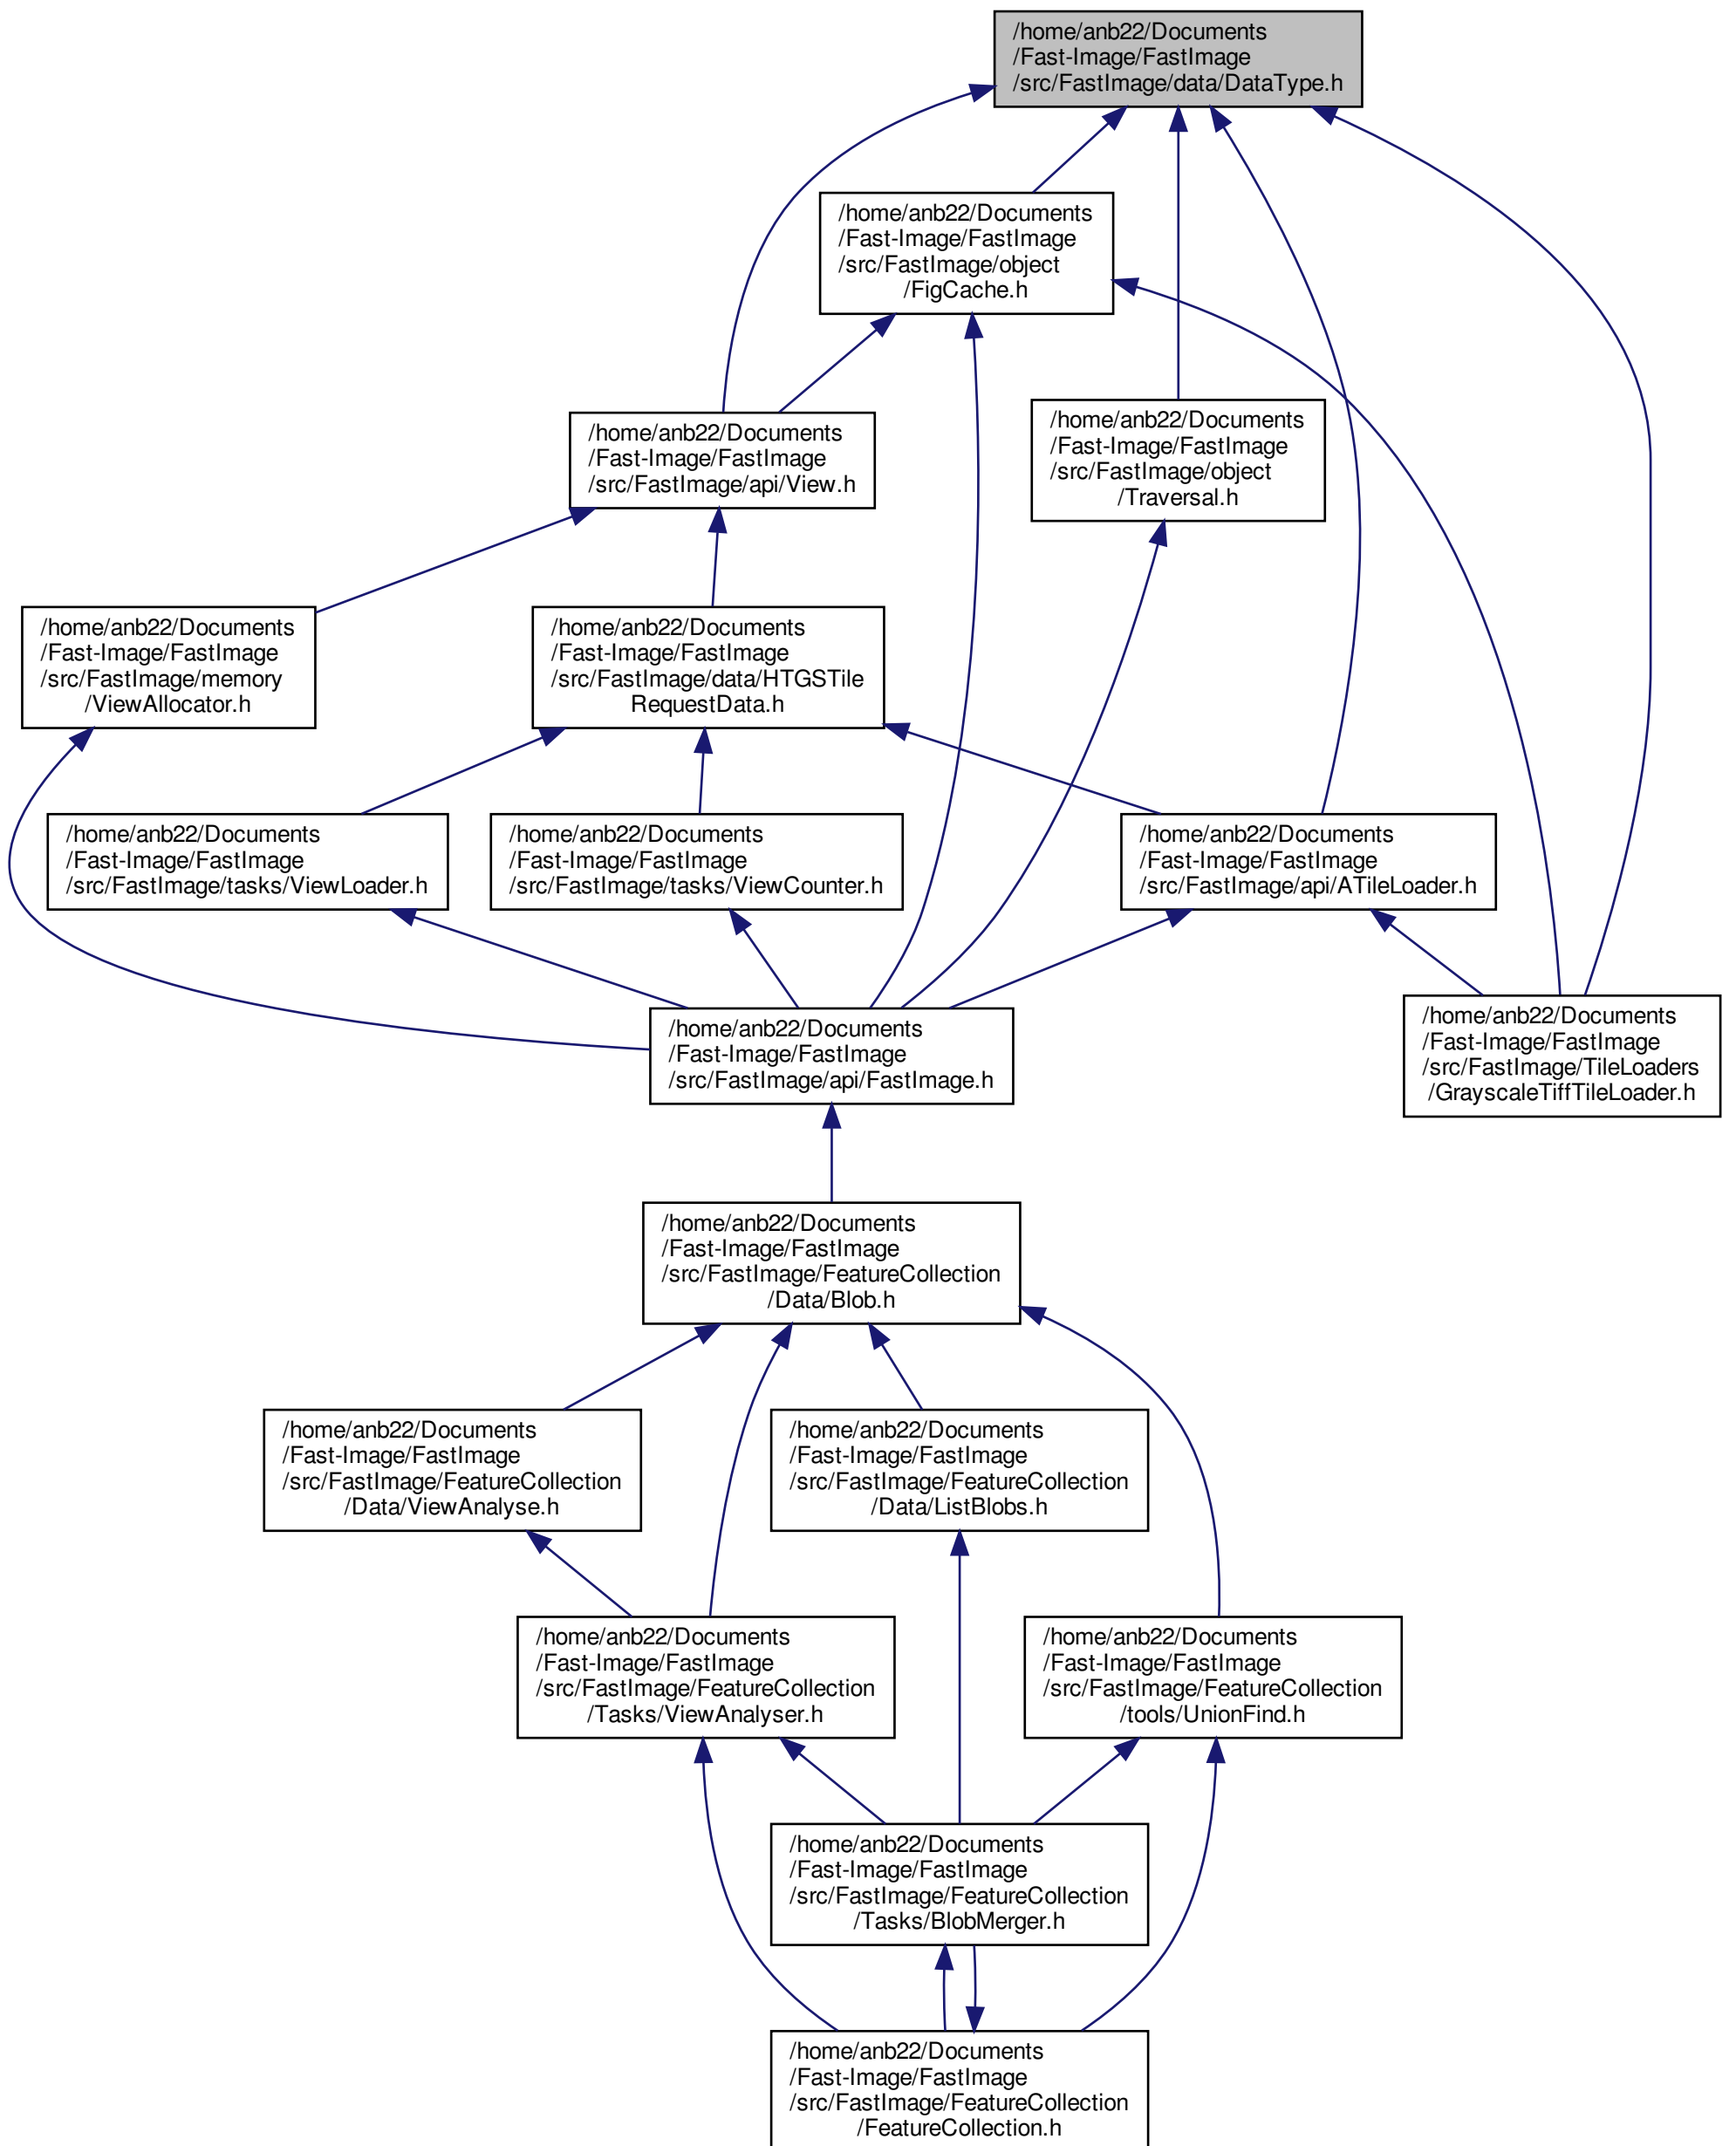 /home/anb22/Documents
/Fast-Image/FastImage
/src/FastImage/data/DataType.h
/home/anb22/Documents
/Fast-Image/FastImage
/src/FastImage/object
/FigCache.h
/home/anb22/Documents
/Fast-Image/FastImage
/src/FastImage/api/View.h
/home/anb22/Documents
/Fast-Image/FastImage
/src/FastImage/object
/Traversal.h
/home/anb22/Documents
/Fast-Image/FastImage
/src/FastImage/memory
/ViewAllocator.h
/home/anb22/Documents
/Fast-Image/FastImage
/src/FastImage/data/HTGSTile
RequestData.h
/home/anb22/Documents
/Fast-Image/FastImage
/src/FastImage/tasks/ViewLoader.h
/home/anb22/Documents
/Fast-Image/FastImage
/src/FastImage/tasks/ViewCounter.h
/home/anb22/Documents
/Fast-Image/FastImage
/src/FastImage/api/ATileLoader.h
/home/anb22/Documents
/Fast-Image/FastImage
/src/FastImage/api/FastImage.h
/home/anb22/Documents
/Fast-Image/FastImage
/src/FastImage/TileLoaders
/GrayscaleTiffTileLoader.h
/home/anb22/Documents
/Fast-Image/FastImage
/src/FastImage/FeatureCollection
/Data/Blob.h
/home/anb22/Documents
/Fast-Image/FastImage
/src/FastImage/FeatureCollection
/Data/ViewAnalyse.h
/home/anb22/Documents
/Fast-Image/FastImage
/src/FastImage/FeatureCollection
/Data/ListBlobs.h
/home/anb22/Documents
/Fast-Image/FastImage
/src/FastImage/FeatureCollection
/Tasks/ViewAnalyser.h
/home/anb22/Documents
/Fast-Image/FastImage
/src/FastImage/FeatureCollection
/tools/UnionFind.h
/home/anb22/Documents
/Fast-Image/FastImage
/src/FastImage/FeatureCollection
/Tasks/BlobMerger.h
/home/anb22/Documents
/Fast-Image/FastImage
/src/FastImage/FeatureCollection
/FeatureCollection.h